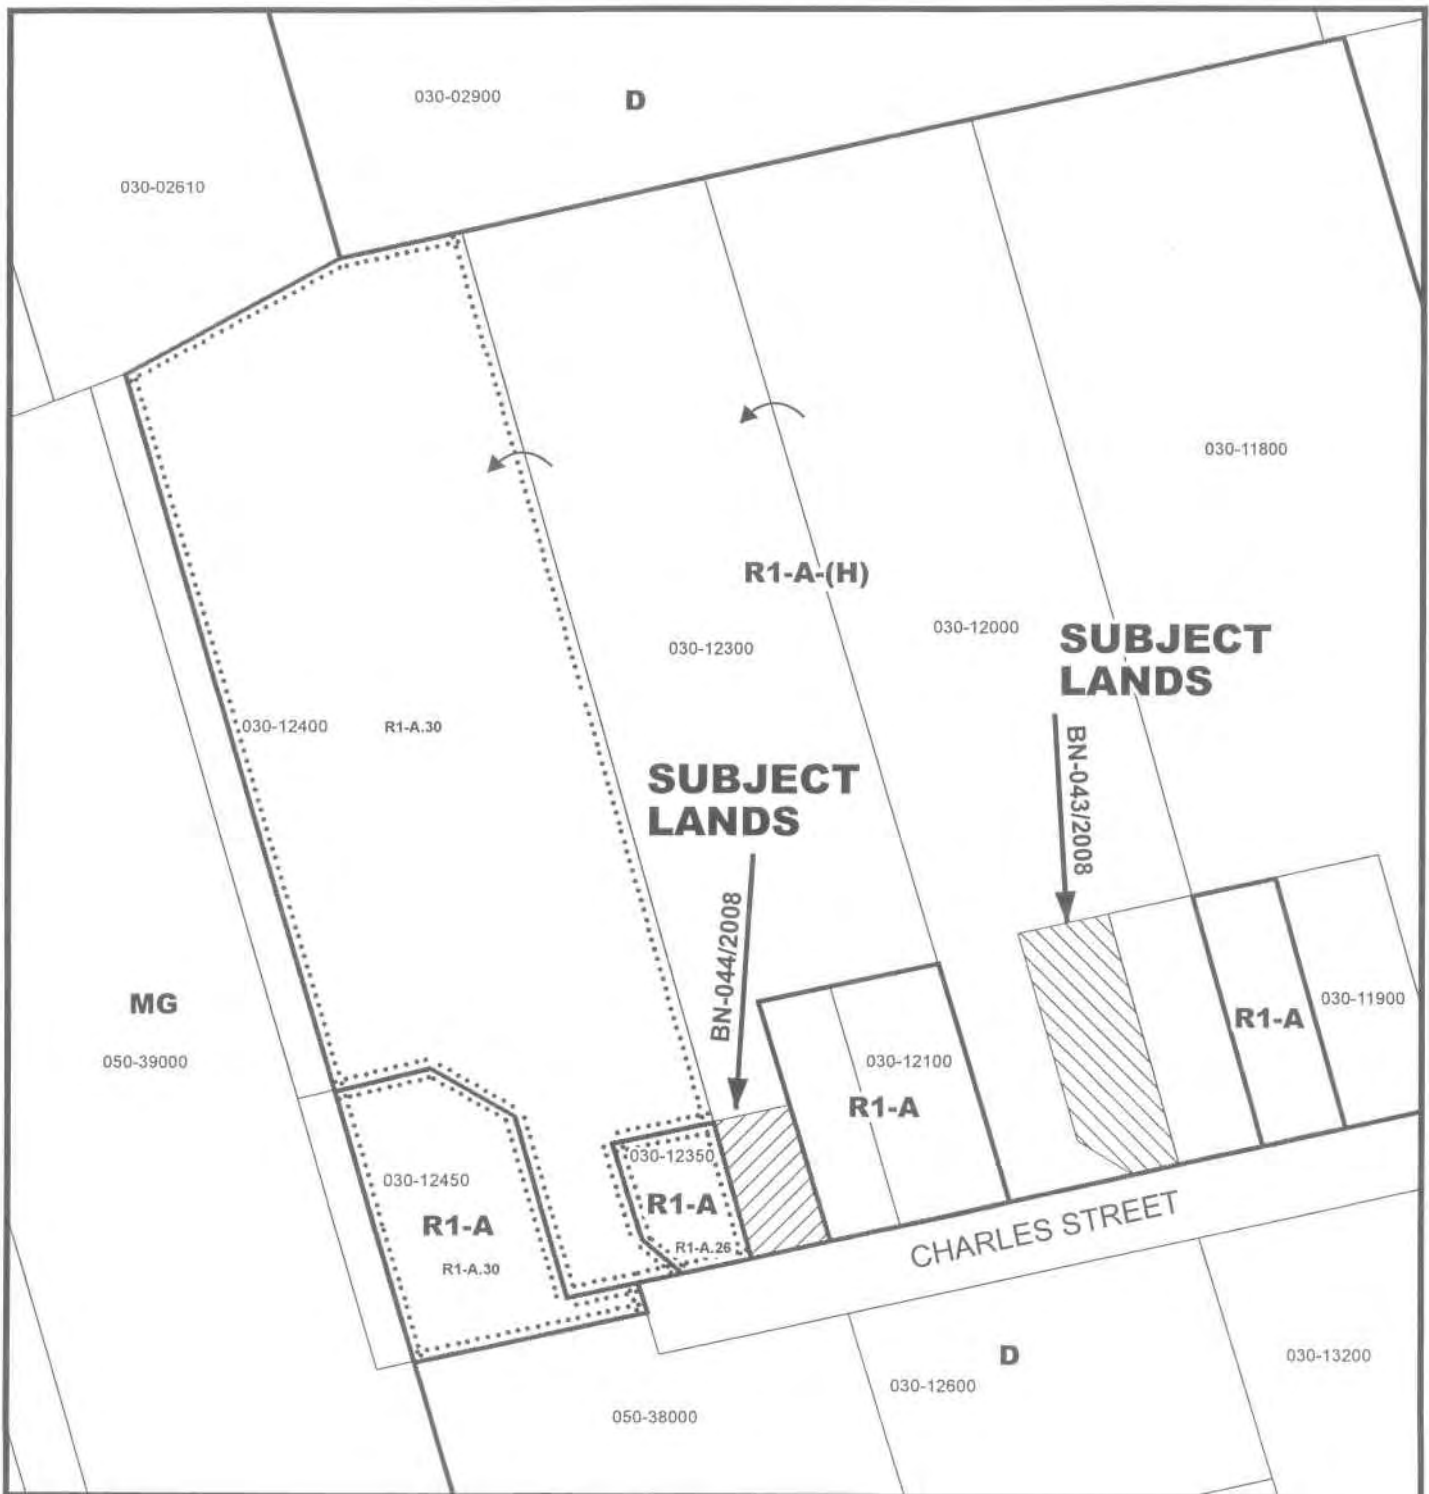 030-02900
D
030-02610
030-11800
R1-A-(H)
030-12000
030-12300
SUBJECT
LANDS
BN-043/2008
030-12400
R1-A.30
SUBJECT
LANDS
BN-044/2008
MG
050-39000
030-11900
R1-A
030-12100
R1-A
030-12350
R1-A
R1-A.26
030-12450
R1-A
R1-A.30
CHARLES STREET
D
030-13200
030-12600
050-38000